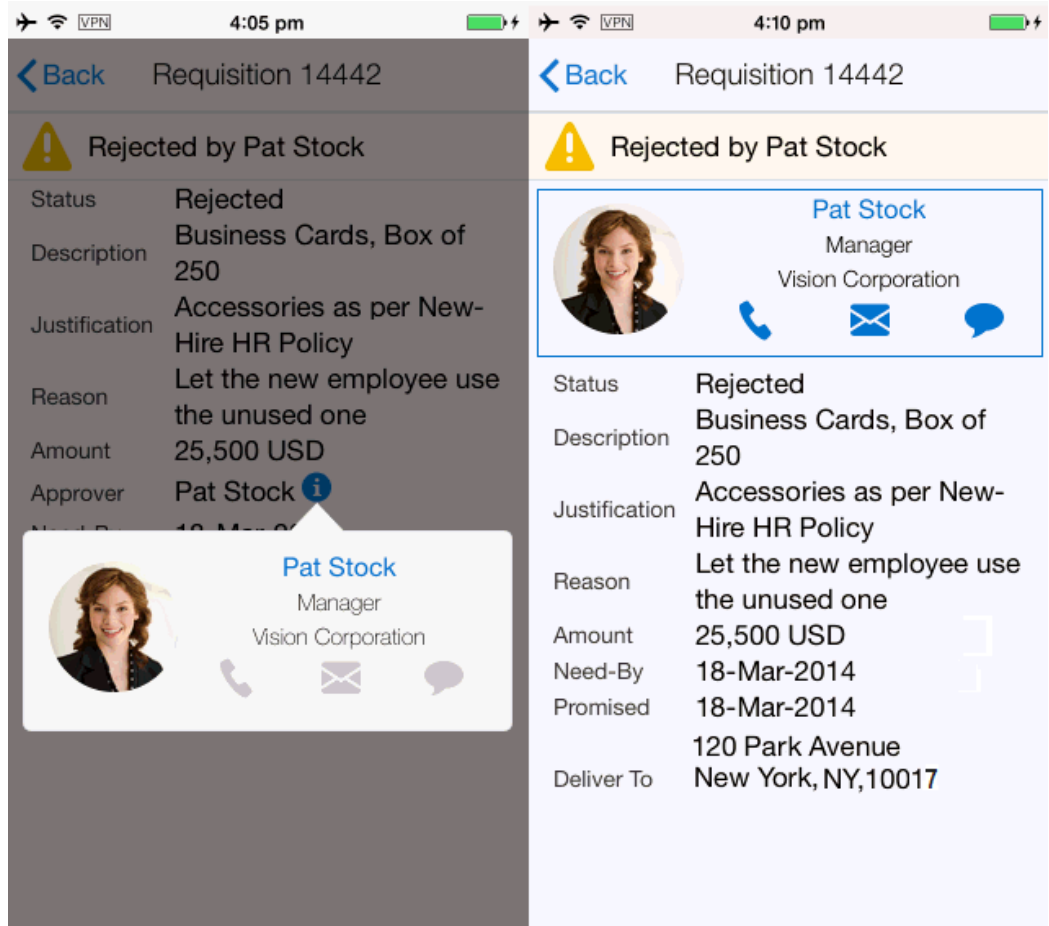 VPN 4:05 pm
Back Requisition 14442
Rejected by Pat Stock
Status Rejected
Description Business Cards, Box of
250
Justification Accessories as per New-
Hire HR Policy
Reason Let the new employee use
the unused one
Amount 25,500 USD
Approver Pat Stock i
Pat Stock
Manager
Vision Corporation
VPN 4:10 pm
Back Requisition 14442
Rejected by Pat Stock
Pat Stock
Manager
Vision Corporation
Status Rejected
Description Business Cards, Box of
250
Justification Accessories as per New-
Hire HR Policy
Reason Let the new employee use
the unused one
Amount 25,500 USD
Need-By 18-Mar-2014
Promised 18-Mar-2014
120 Park Avenue
Deliver To New York, NY,10017